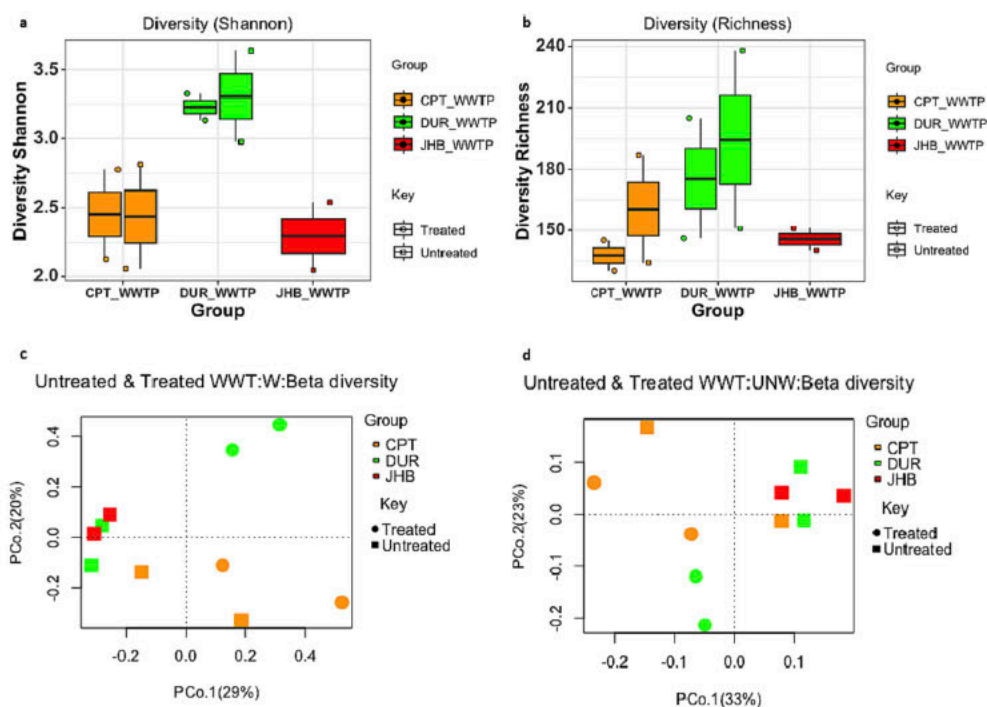 a
Diversity (Shannon)
Diversity Shannon
3.5
3.0
2.5
2.0
CPT_WWTP
DUR_WWTP
JHB_WWTP
Group
Group
CPT_WWTP
DUR_WWTP
JHB_WWTP
Key
Treated
Untreated
b
Diversity (Richness)
Diversity Richness
240
210
180
150
CPT_WWTP
DUR_WWTP
JHB_WWTP
Group
Group
CPT_WWTP
DUR_WWTP
JHB_WWTP
Key
Treated
Untreated
c
Untreated & Treated WWT:W:Beta diversity
PCo.2(20%)
0.4
0.2
0.0
-0.2
-0.2
0.0
0.2
0.4
PCo.1(29%)
Group
CPT
DUR
JHB
Key
Treated
Untreated
d
Untreated & Treated WWT:UNW:Beta diversity
PCo.2(23%)
0.1
0.0
-0.1
-0.2
-0.2
-0.1
0.0
0.1
PCo.1(33%)
Group
CPT
DUR
JHB
Key
Treated
Untreated